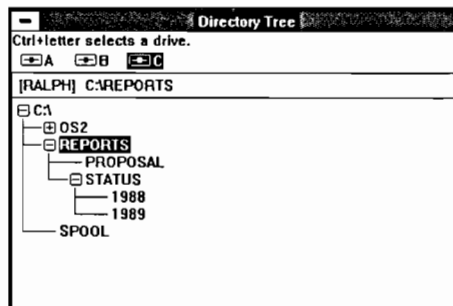 Directory Tree
Ctrl+letter selects a drive.
A B C
[RALPH] C:\REPORTS
C:\
OS2
REPORTS
PROPOSAL
STATUS
1988
1989
SPOOL